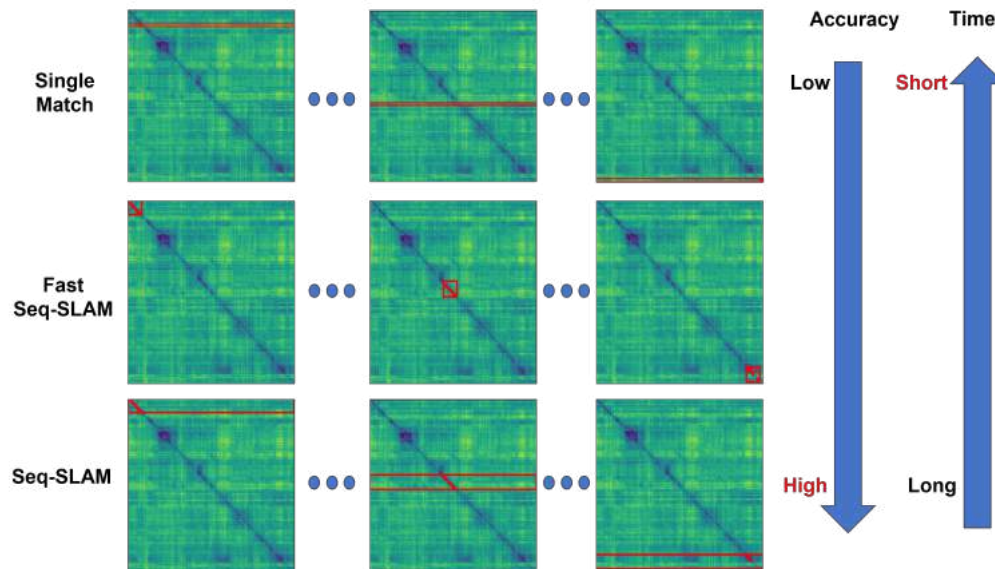 Accuracy
Time
Single
Match
Low
Short
Fast
Seq-SLAM
Seq-SLAM
High
Long